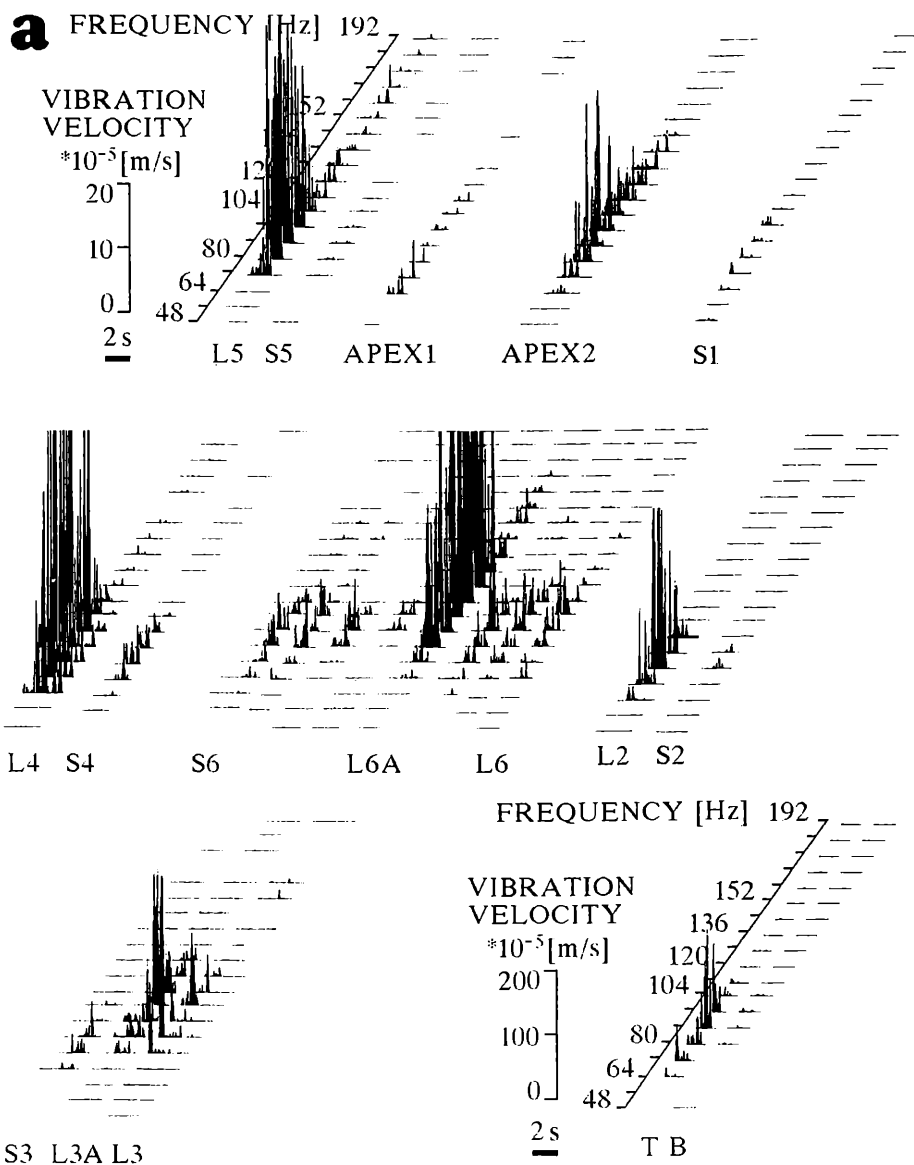 a FREQUENCY [Hz] 192
VIBRATION
VELOCITY
*10⁻⁵[m/s]
52
12
104
80
64
48
20
10
0
2 s
L5 S5 APEX1 APEX2 S1
L4 S4 S6 L6A L6 L2 S2
FREQUENCY [Hz] 192
VIBRATION
VELOCITY
*10⁻⁵[m/s]
152
136
120
104
80
64
48
200
100
0
2 s
S3 L3A L3 T B